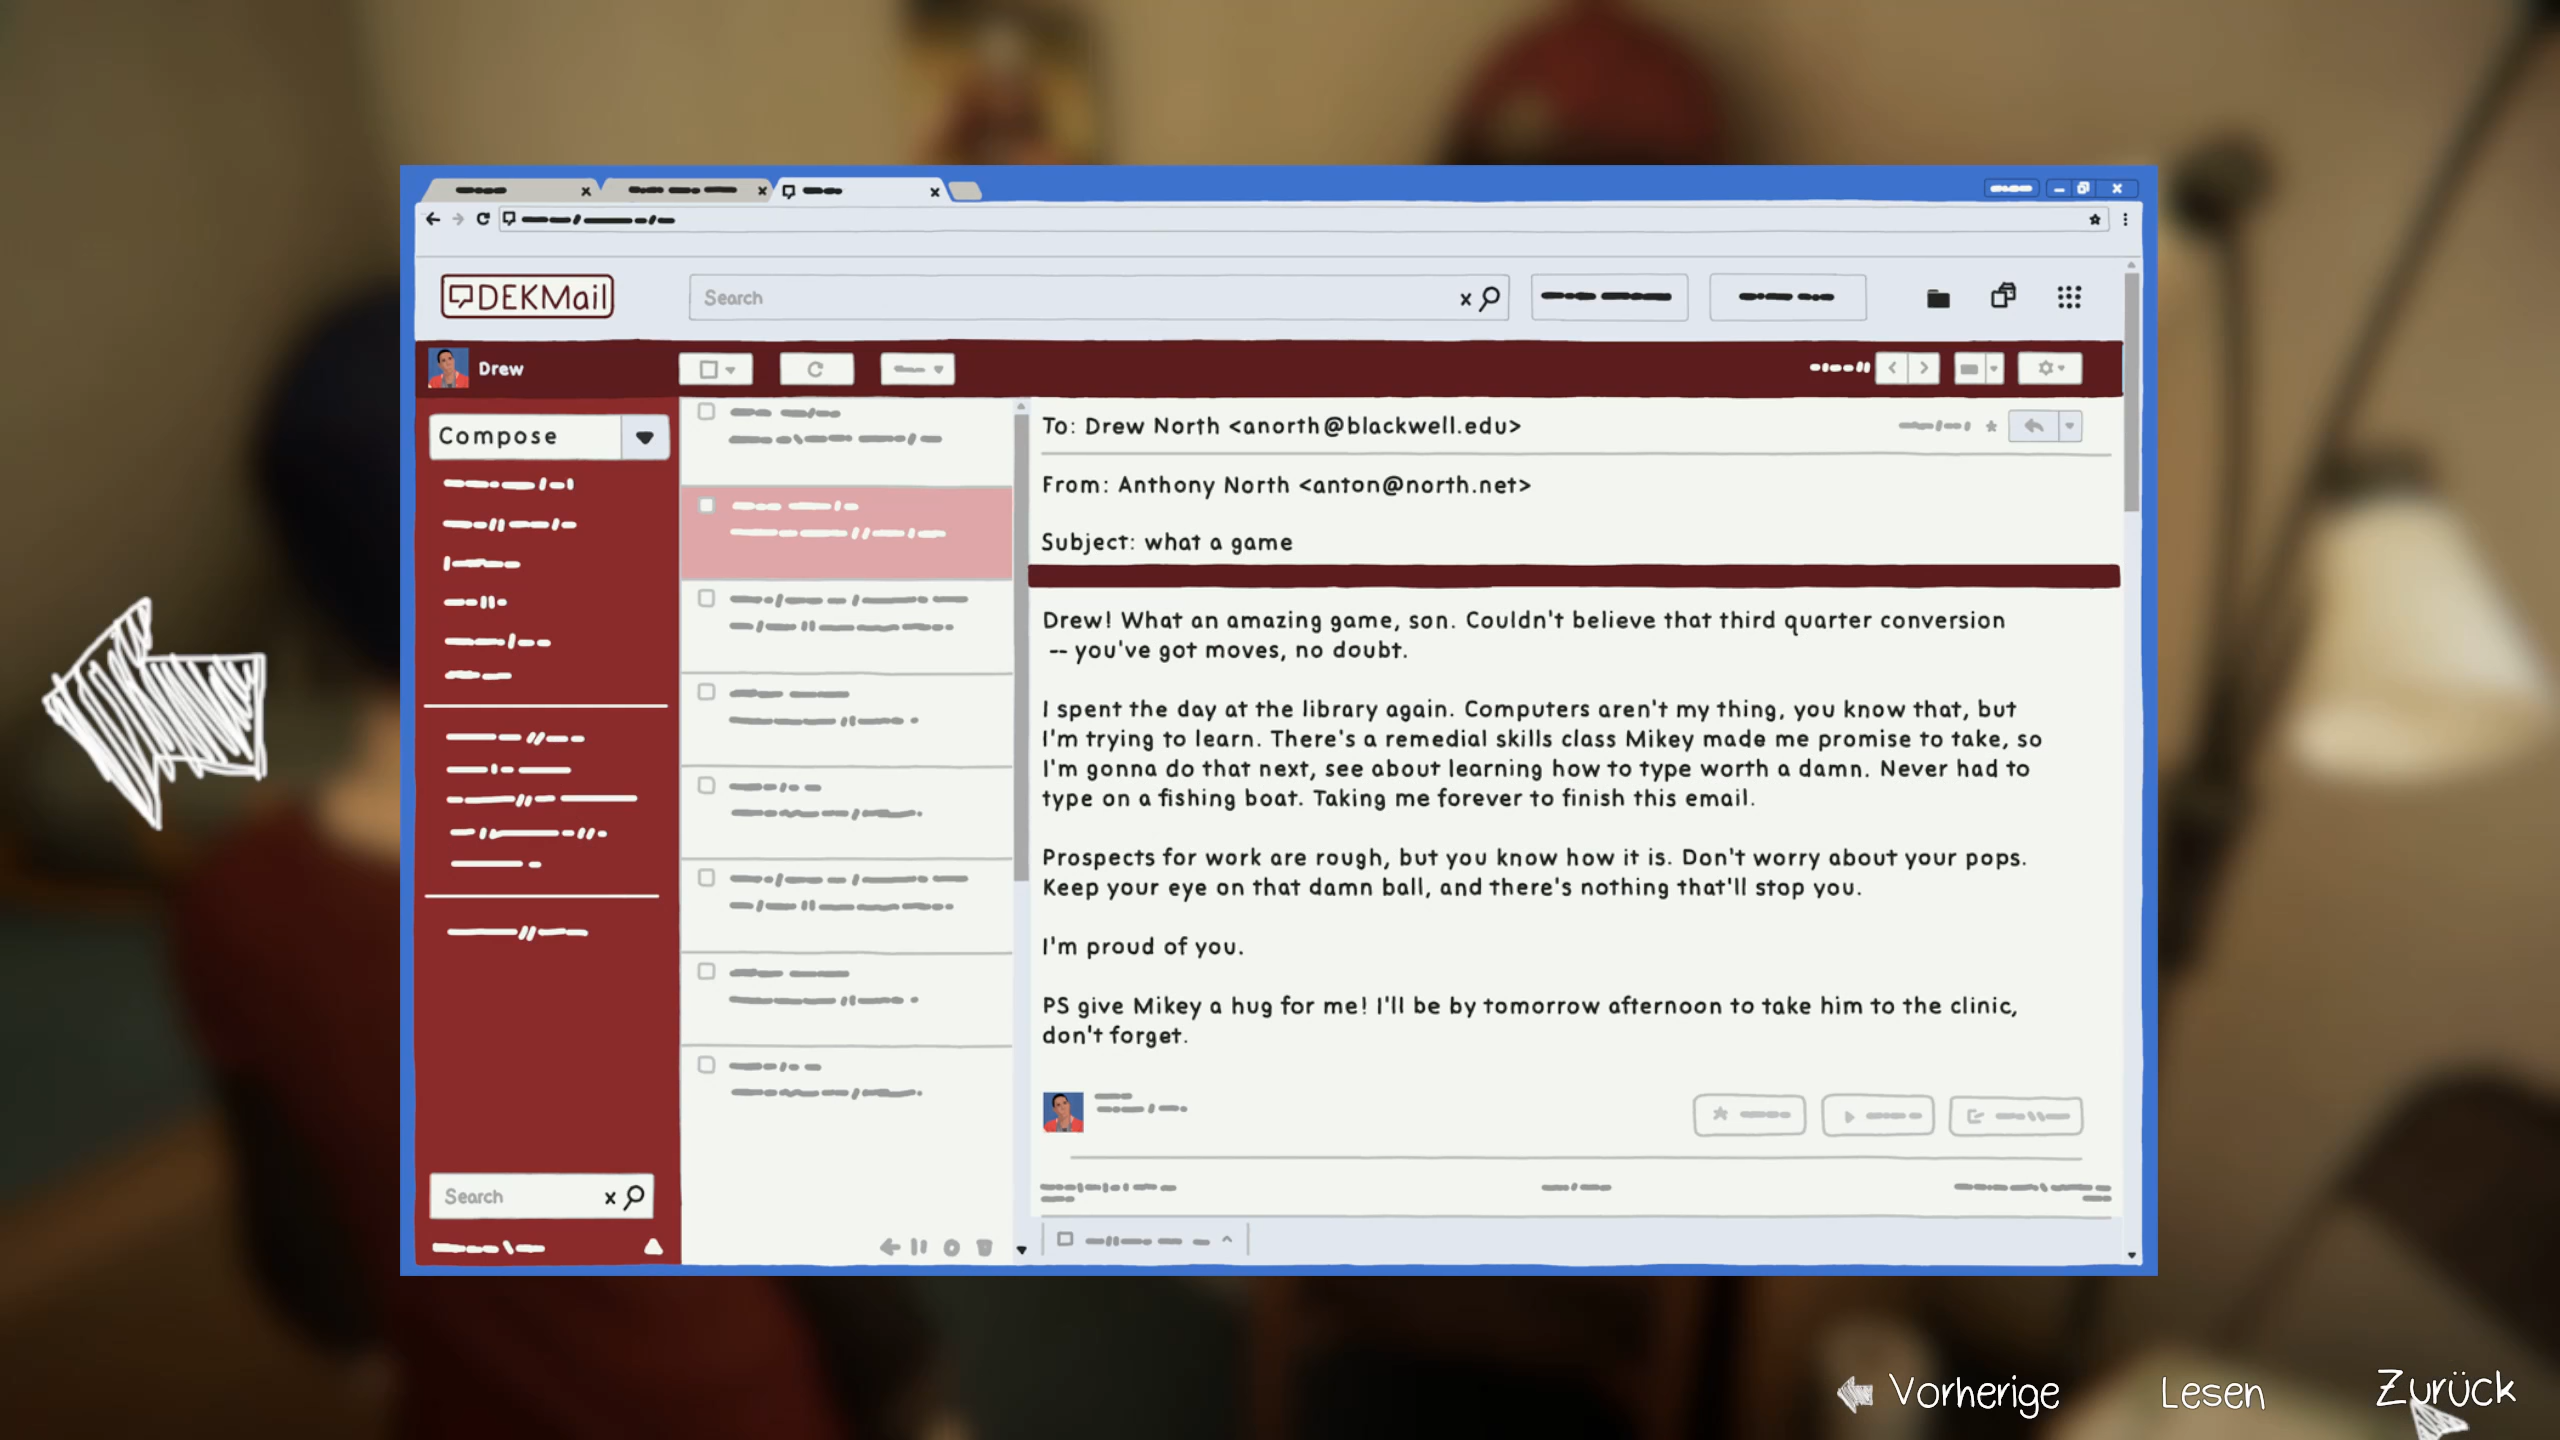 DEKMail
Search
Drew
Compose
To: Drew North <anorth@blackwell.edu>
From: Anthony North <anton@north.net>
Subject: what a game
Drew! What an amazing game, son. Couldn't believe that third quarter conversion
-- you've got moves, no doubt.
I spent the day at the library again. Computers aren't my thing, you know that, but
I'm trying to learn. There's a remedial skills class Mikey made me promise to take, so
I'm gonna do that next, see about learning how to type worth a damn. Never had to
type on a fishing boat. Taking me forever to finish this email.
Prospects for work are rough, but you know how it is. Don't worry about your pops.
Keep your eye on that damn ball, and there's nothing that'll stop you.
I'm proud of you.
PS give Mikey a hug for me! I'll be by tomorrow afternoon to take him to the clinic,
don't forget.
Search
Vorherige
Lesen
Zurück